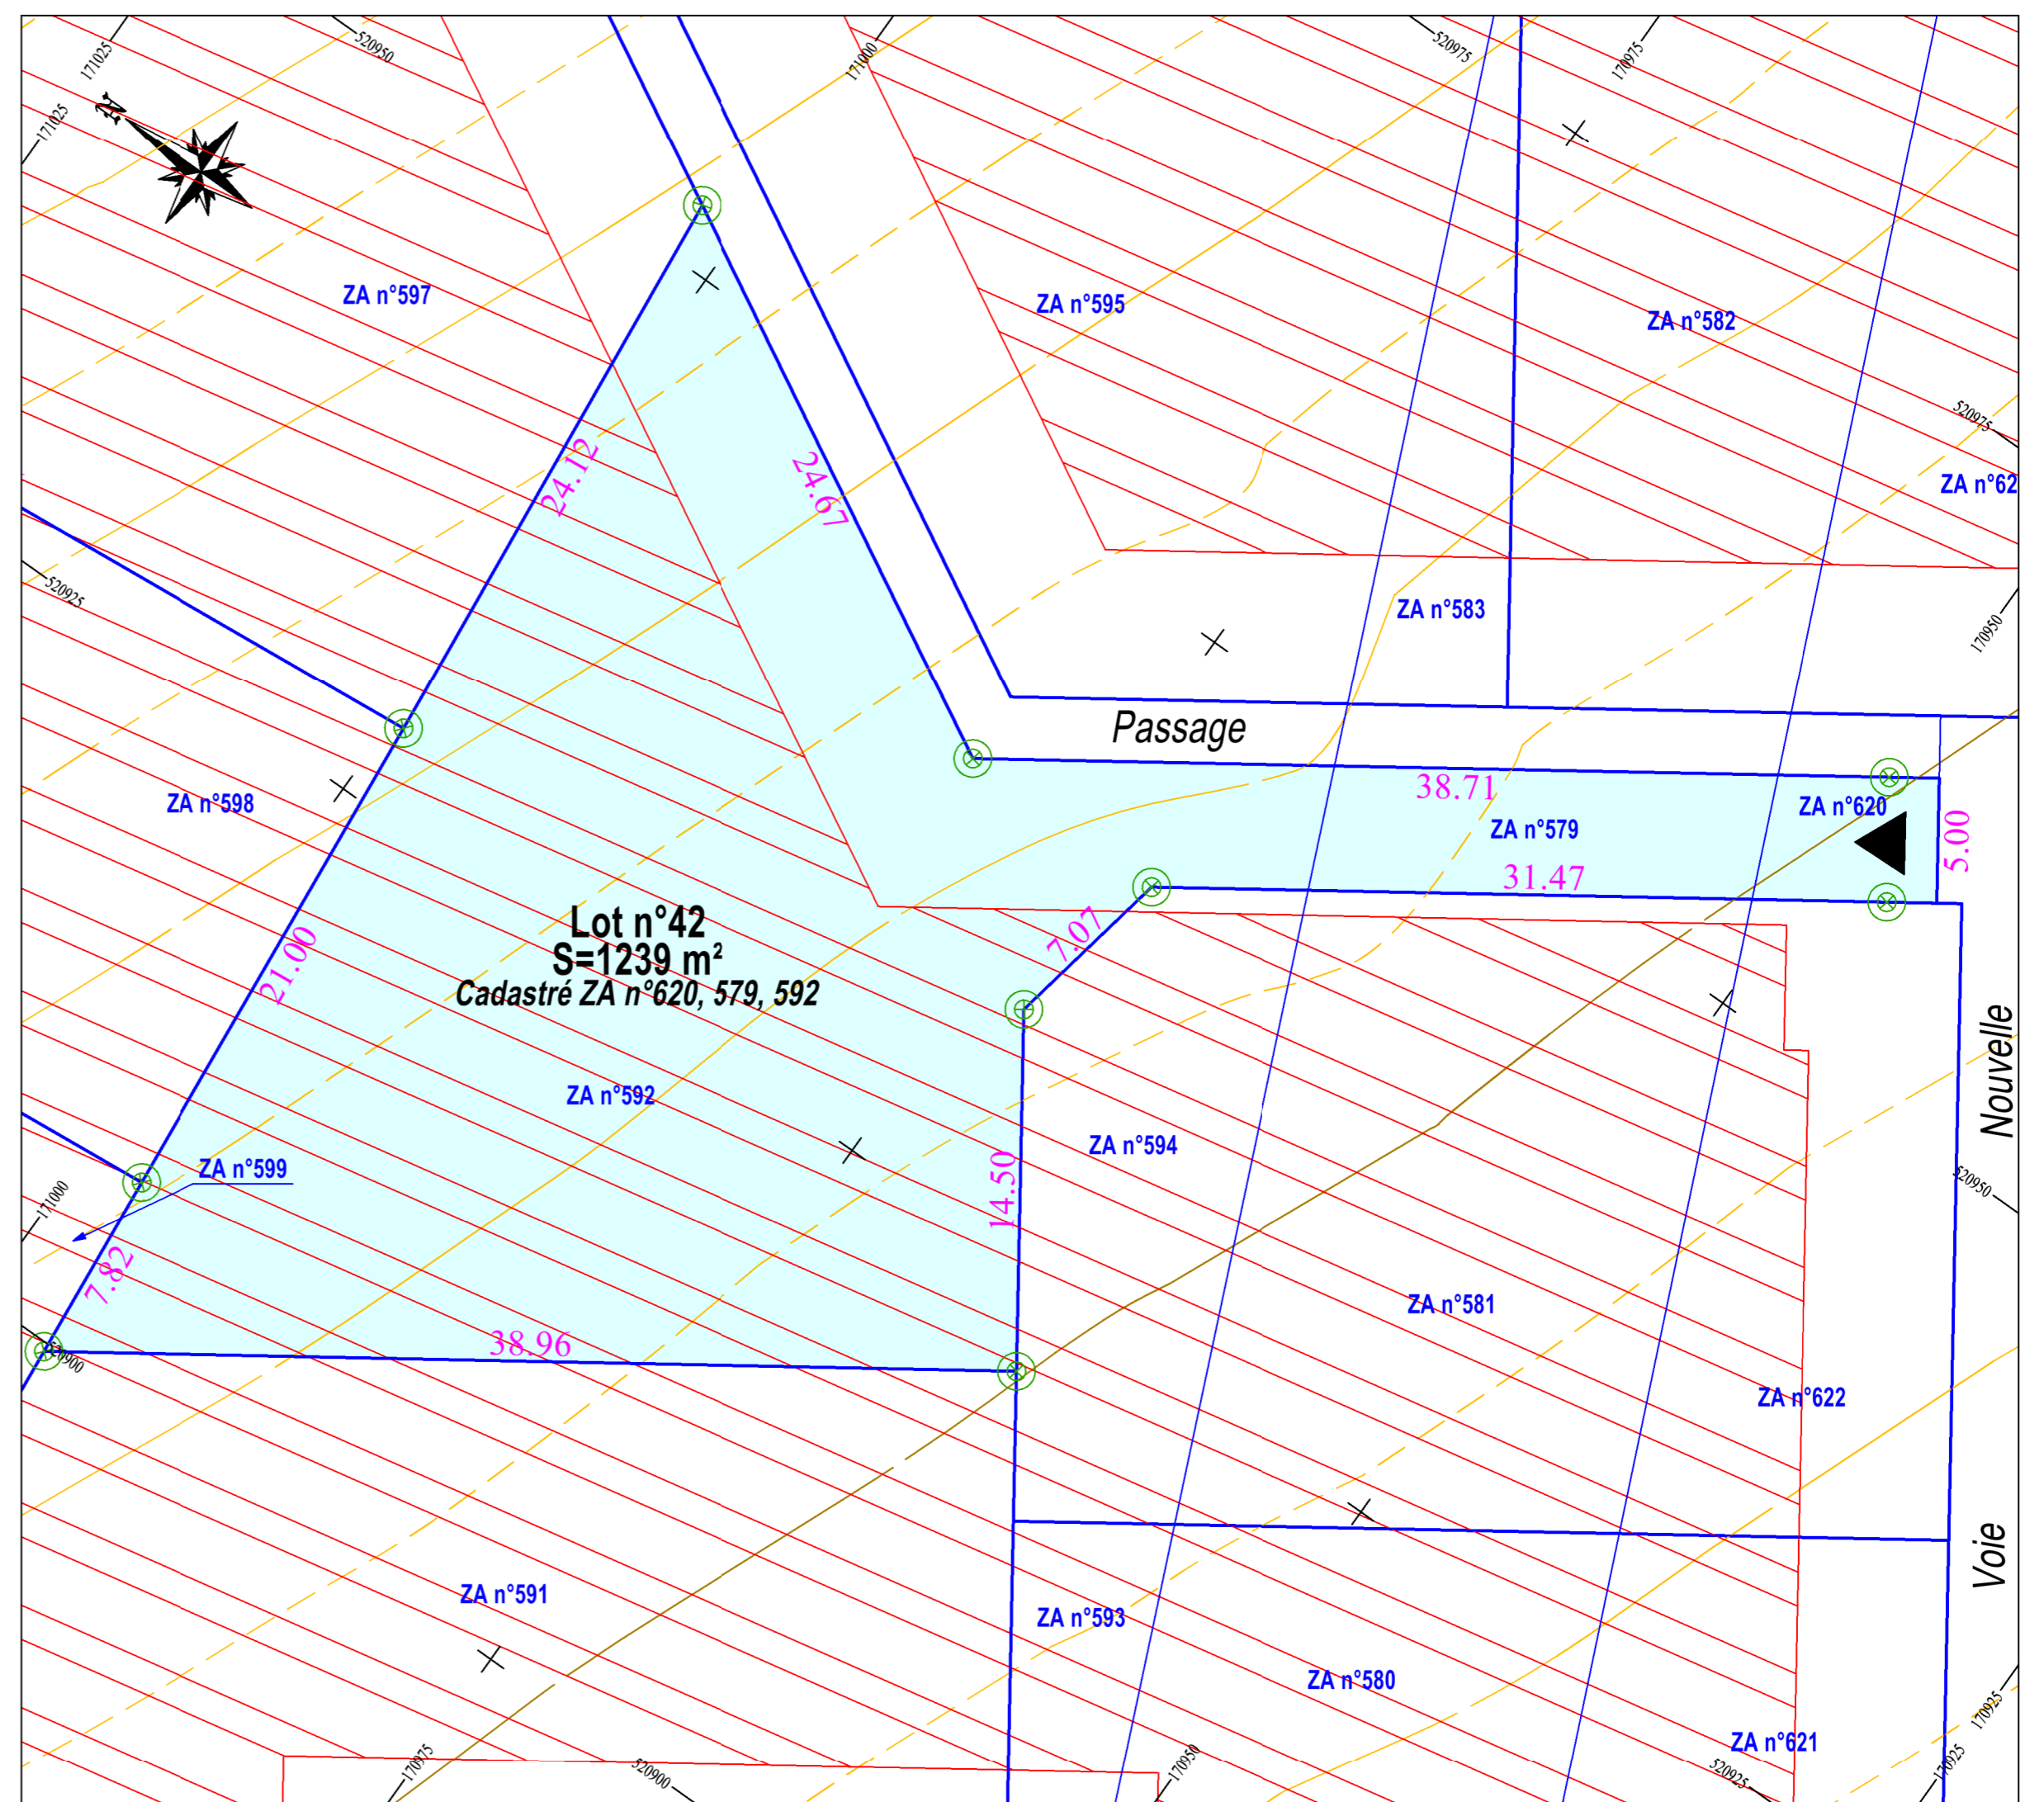 171025
520950
171000
520975
170975
171025
N
ZA n°597
ZA n°595
ZA n°582
520975
ZA n°62
24.12
24.67
520925
ZA n°583
170950
Passage
38.71
ZA n°620
ZA n°579
5.00
ZA n°598
31.47
7.07
Lot n°42
S=1239 m²
Cadastré ZA n°620, 579, 592
21.00
Nouvelle
ZA n°592
ZA n°594
14.50
ZA n°599
171000
520950
7.82
38.96
520900
ZA n°581
ZA n°622
Voie
ZA n°591
ZA n°593
ZA n°580
170925
ZA n°621
170975
520900
170950
520925
170925